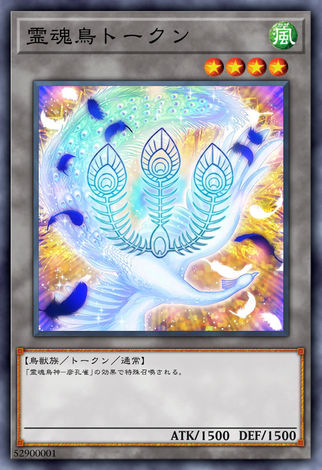 霊魂鳥トークン
風
【鳥獣族／トークン／通常】
「霊魂鳥神－彦孔雀」の効果で特殊召喚される。
ATK/1500 DEF/1500
52900001